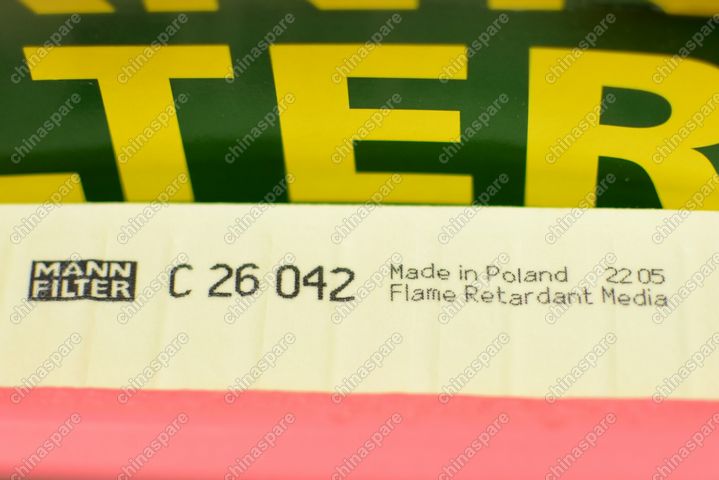 TER
MANN
FILTER
C 26 042
Made in Poland 22 05
Flame Retardant Media
chinaspare